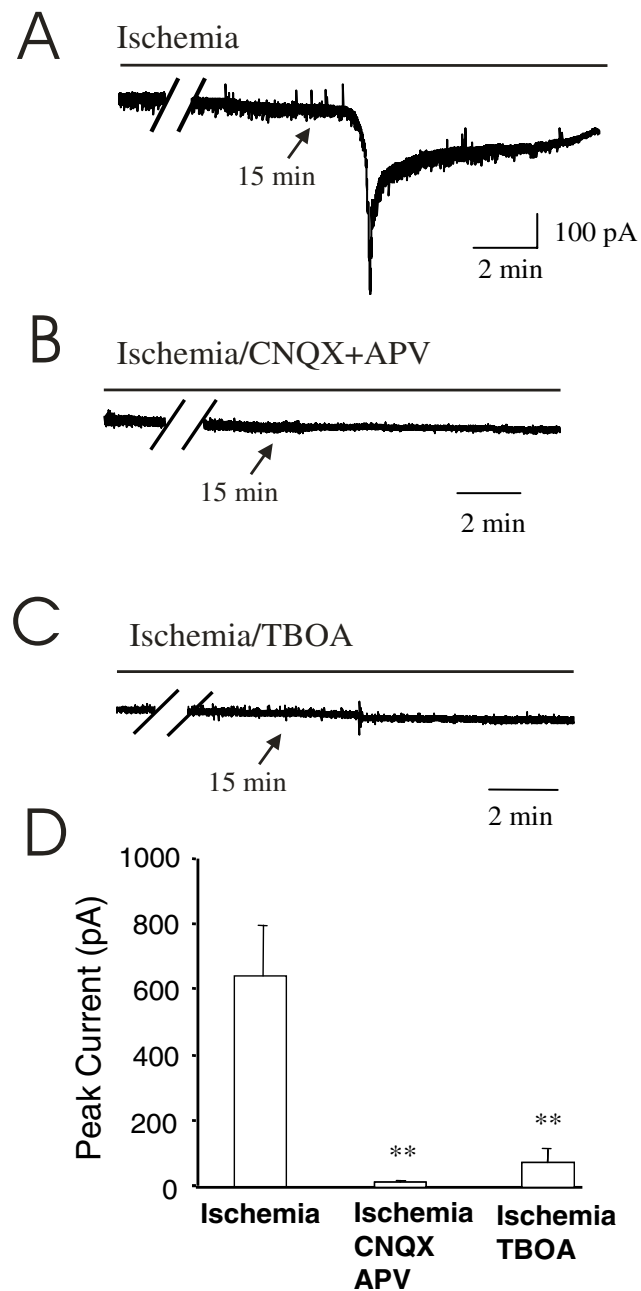 A
Ischemia
15 min
100 pA
2 min
B
Ischemia/CNQX+APV
15 min
2 min
C
Ischemia/TBOA
15 min
2 min
D
Peak Current (pA)
1000
800
600
400
200
0
**
**
Ischemia
Ischemia
CNQX
APV
Ischemia
TBOA